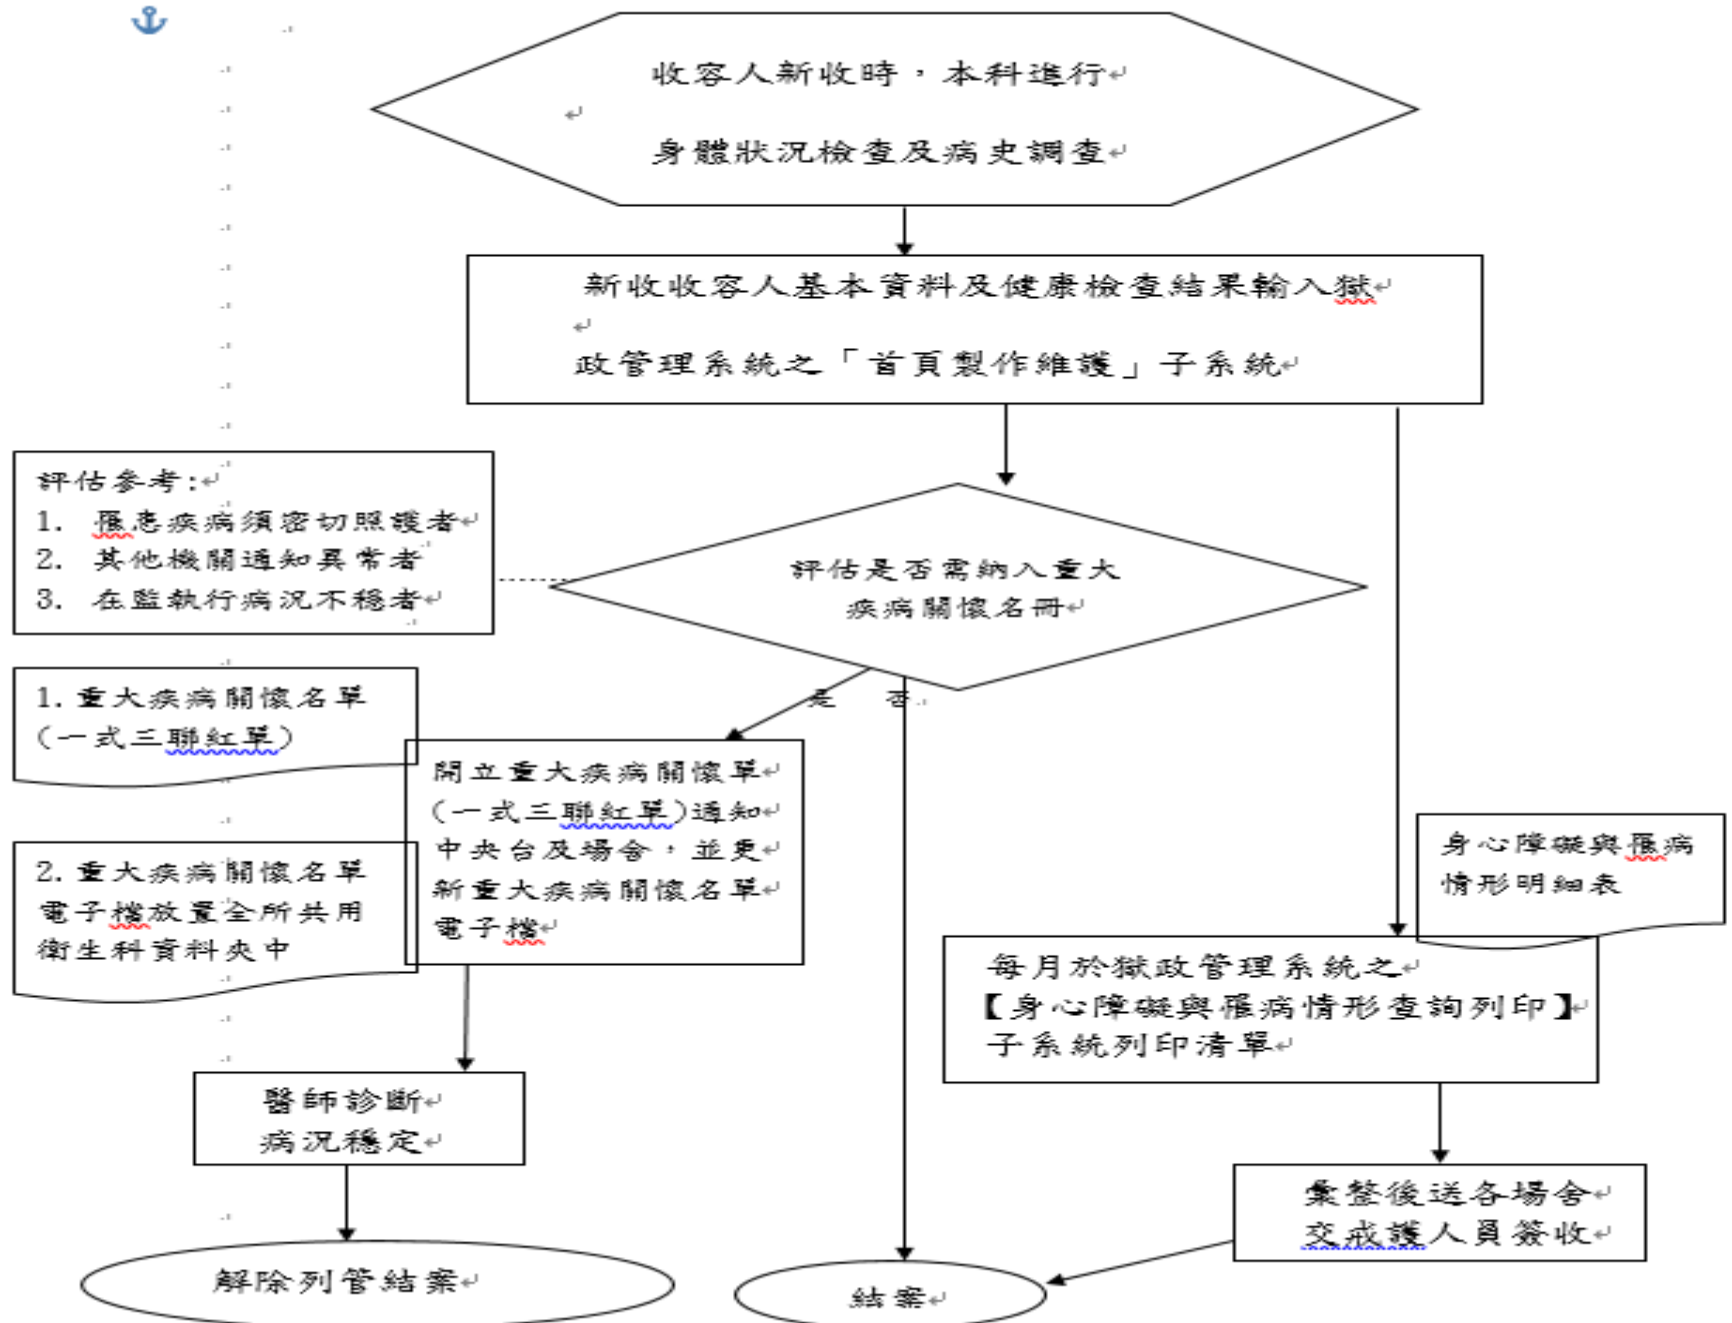 收容人新收時，本科進行
身體狀況檢查及病史調查
新收收容人基本資料及健康檢查結果輸入獄
政管理系統之「首頁製作維護」子系統
評估參考:
1. 罹患疾病須密切照護者
2. 其他機關通知異常者
3. 在監執行病況不穩者
評估是否需納入重大
疾病關懷名冊
是 否
1.重大疾病關懷名單
(一式三聯紅單)
開立重大疾病關懷單
(一式三聯紅單)通知
中央台及場舍，並更
新重大疾病關懷名單
電子檔
2.重大疾病關懷名單
電子檔放置全所共用
衛生科資料夾中
身心障礙與罹病
情形明細表
每月於獄政管理系統之
【身心障礙與罹病情形查詢列印】
子系統列印清單
醫師診斷
病況穩定
彙整後送各場舍
交戒護人員簽收
解除列管結案
結案